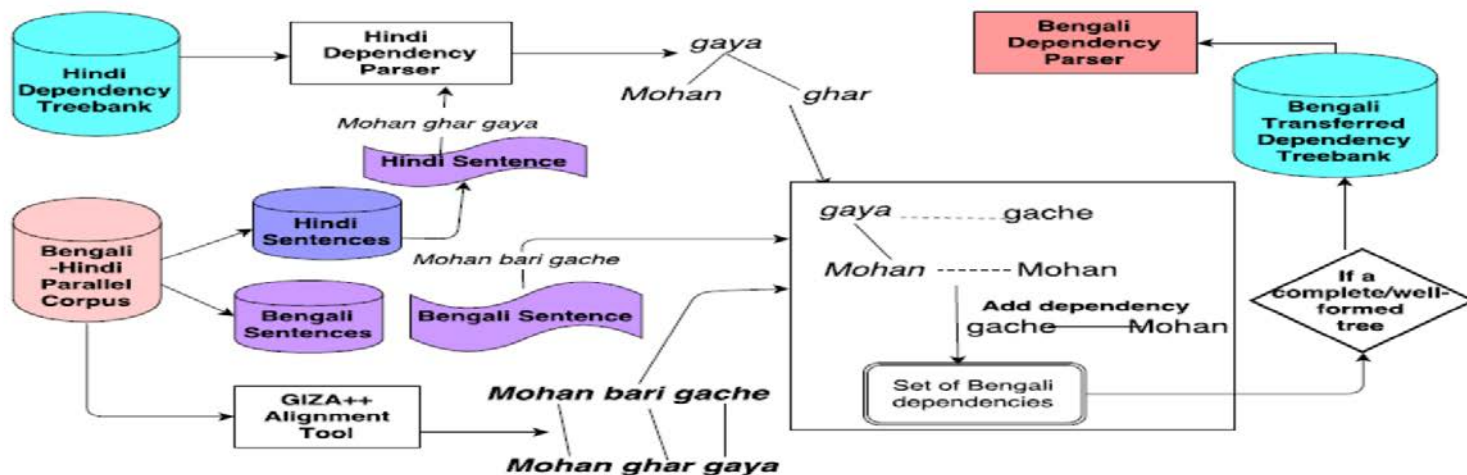 Hindi
Dependency
Treebank
Hindi
Dependency
Parser
gaya
Mohan
ghar
Bengali
Dependency
Parser
Bengali
Transferred
Dependency
Treebank
Mohan ghar gaya
Hindi Sentence
Bengali
-Hindi
Parallel
Corpus
Hindi
Sentences
Bengali
Sentences
Mohan bari gache
Bengali Sentence
gaya gache
Mohan Mohan
Add dependency
gache Mohan
Set of Bengali
dependencies
If a
complete/well-
formed
tree
GIZA++
Alignment
Tool
Mohan bari gache
Mohan ghar gaya